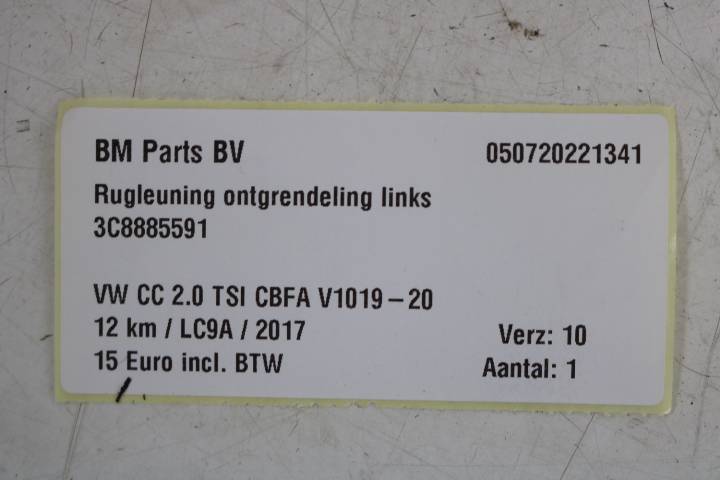 BM Parts BV 050720221341
Rugleuning ontgrendeling links
3C8885591
VW CC 2.0 TSI CBFA V1019-20
12 km / LC9A / 2017 Verz: 10
15 Euro incl. BTW Aantal: 1